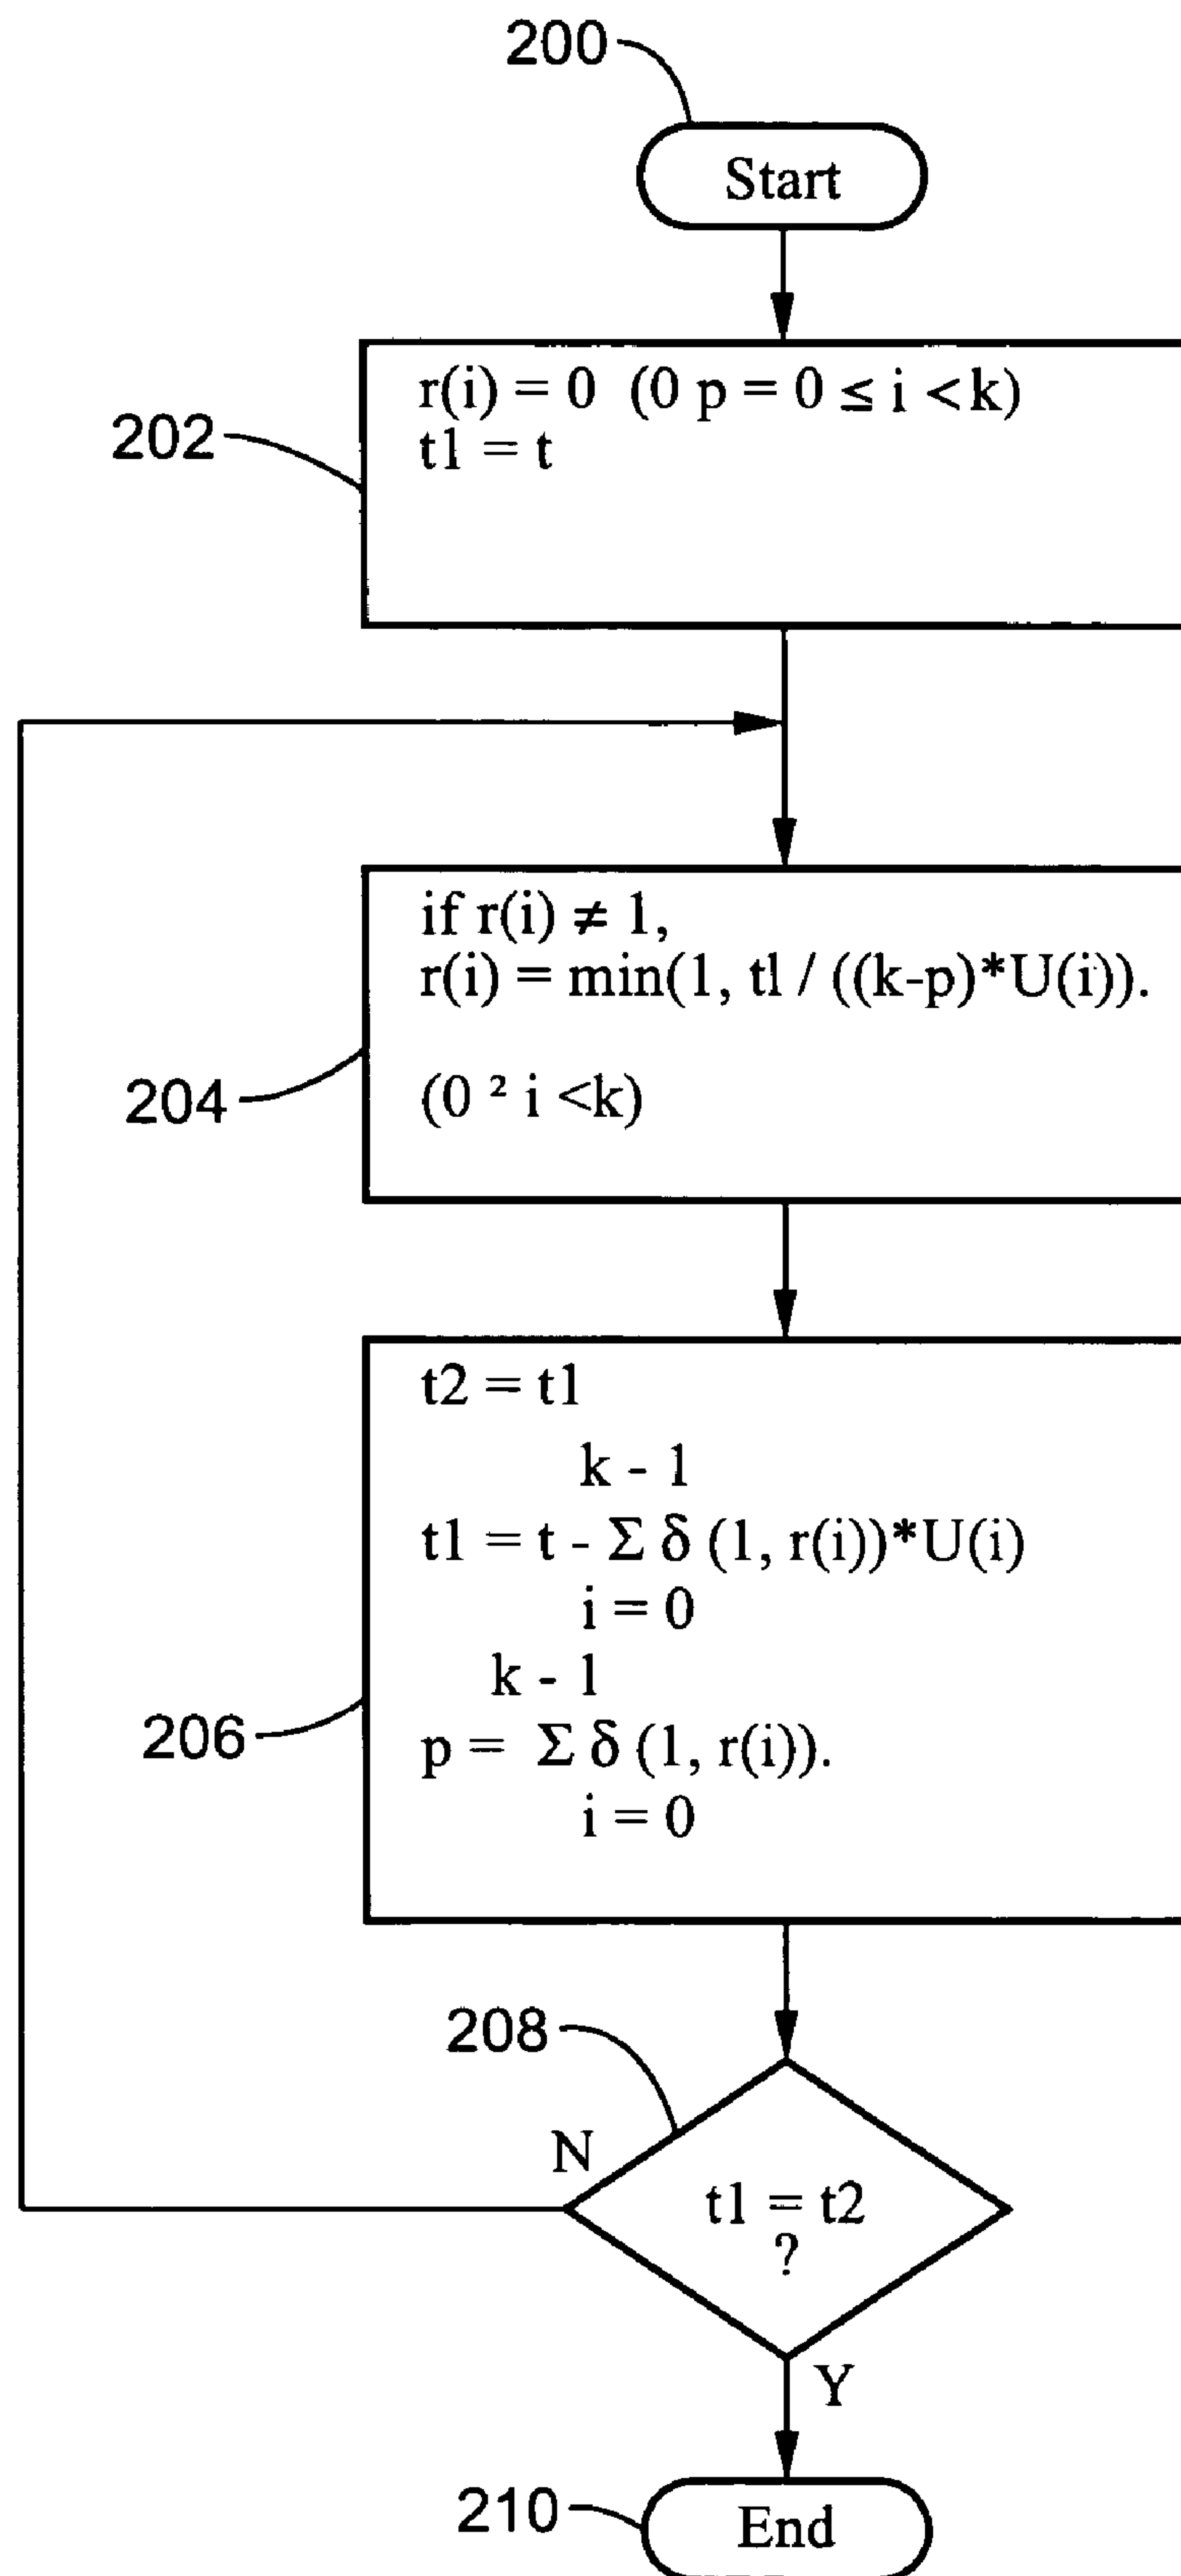 200
Start
202
r(i) = 0 (0 p = 0 ≤ i <k)
t1 = t
204
if r(i) ≠ 1,
r(i) = min(1, tl / ((k-p)*U(i)).
(0 ² i <k)
206
t2 = t1
k - 1
t1 = t - Σ δ (1, r(i))*U(i)
i = 0
k - 1
p = Σ δ (1, r(i)).
i = 0
208
N
t1 = t2
?
Y
210
End